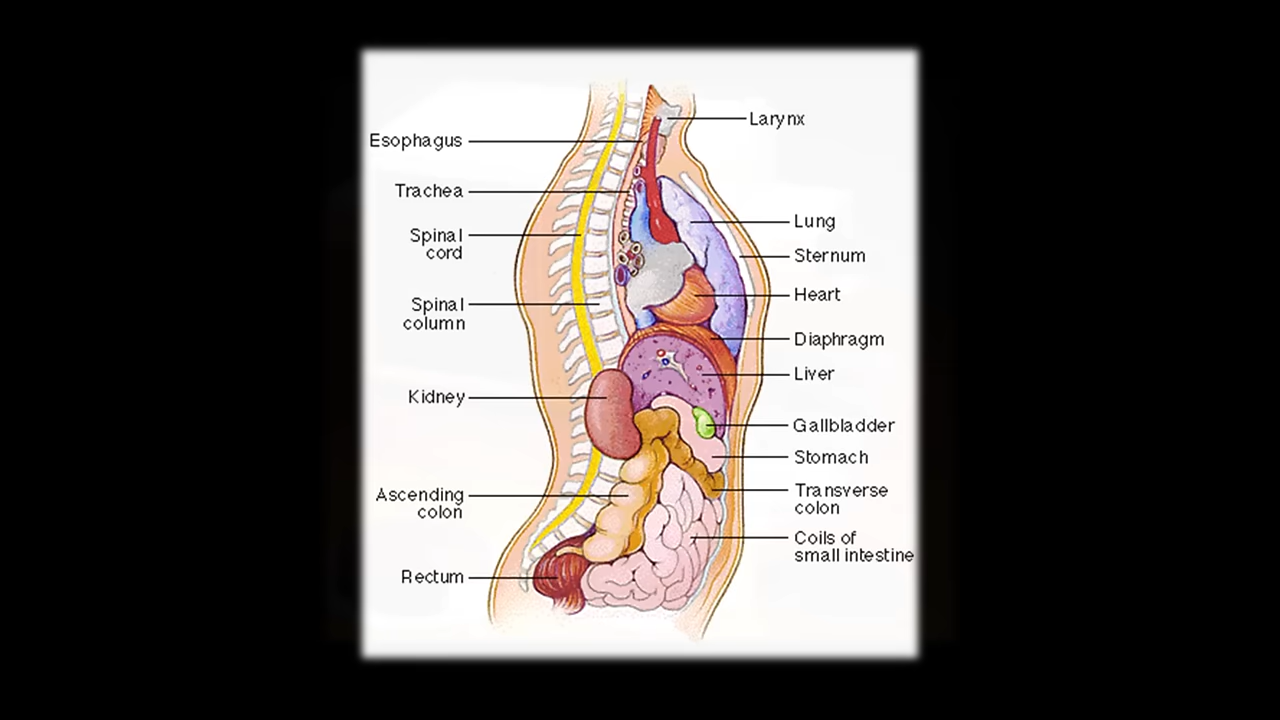 Esophagus
Trachea
Spinal
cord
Spinal
column
Kidney
Ascending
colon
Rectum
Larynx
Lung
Sternum
Heart
Diaphragm
Liver
Gallbladder
Stomach
Transverse
colon
Coils of
small intestine